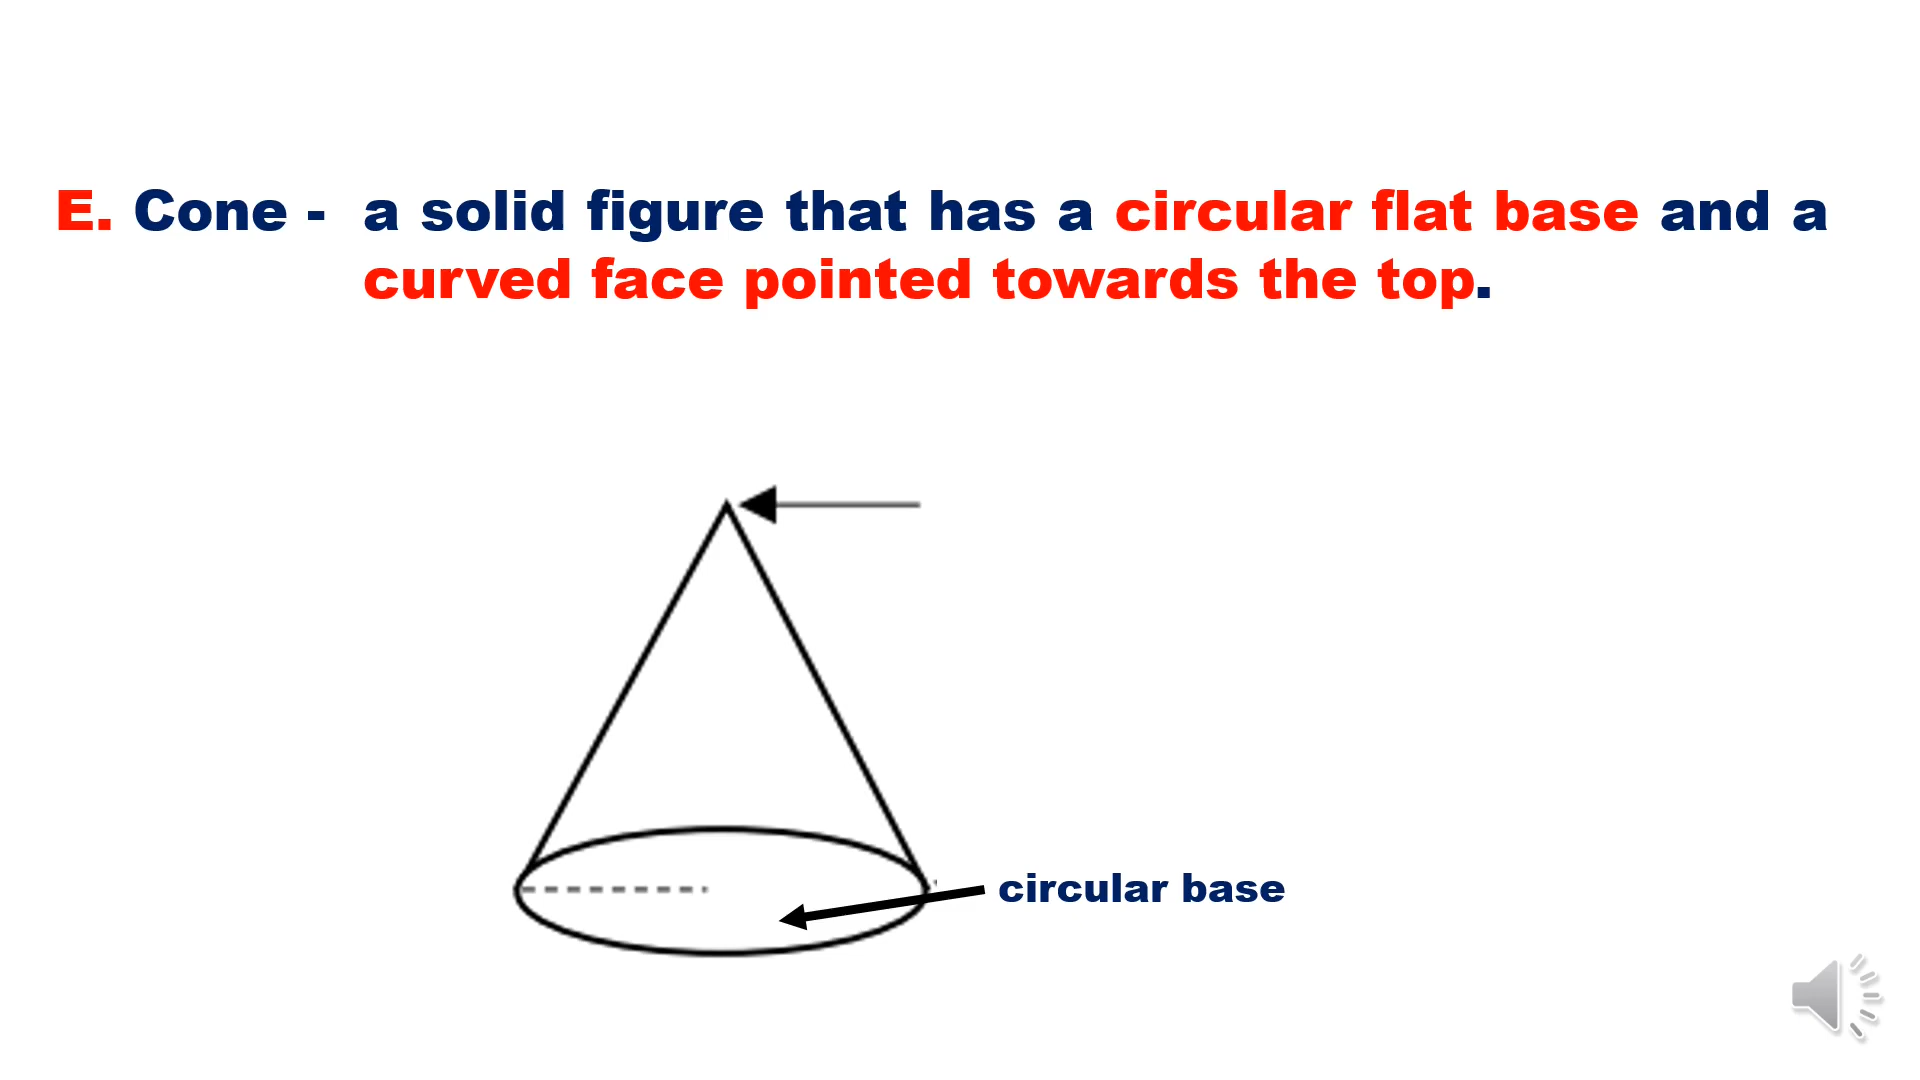 E. Cone - a solid figure that has a circular flat base and a
curved face pointed towards the top.
circular base